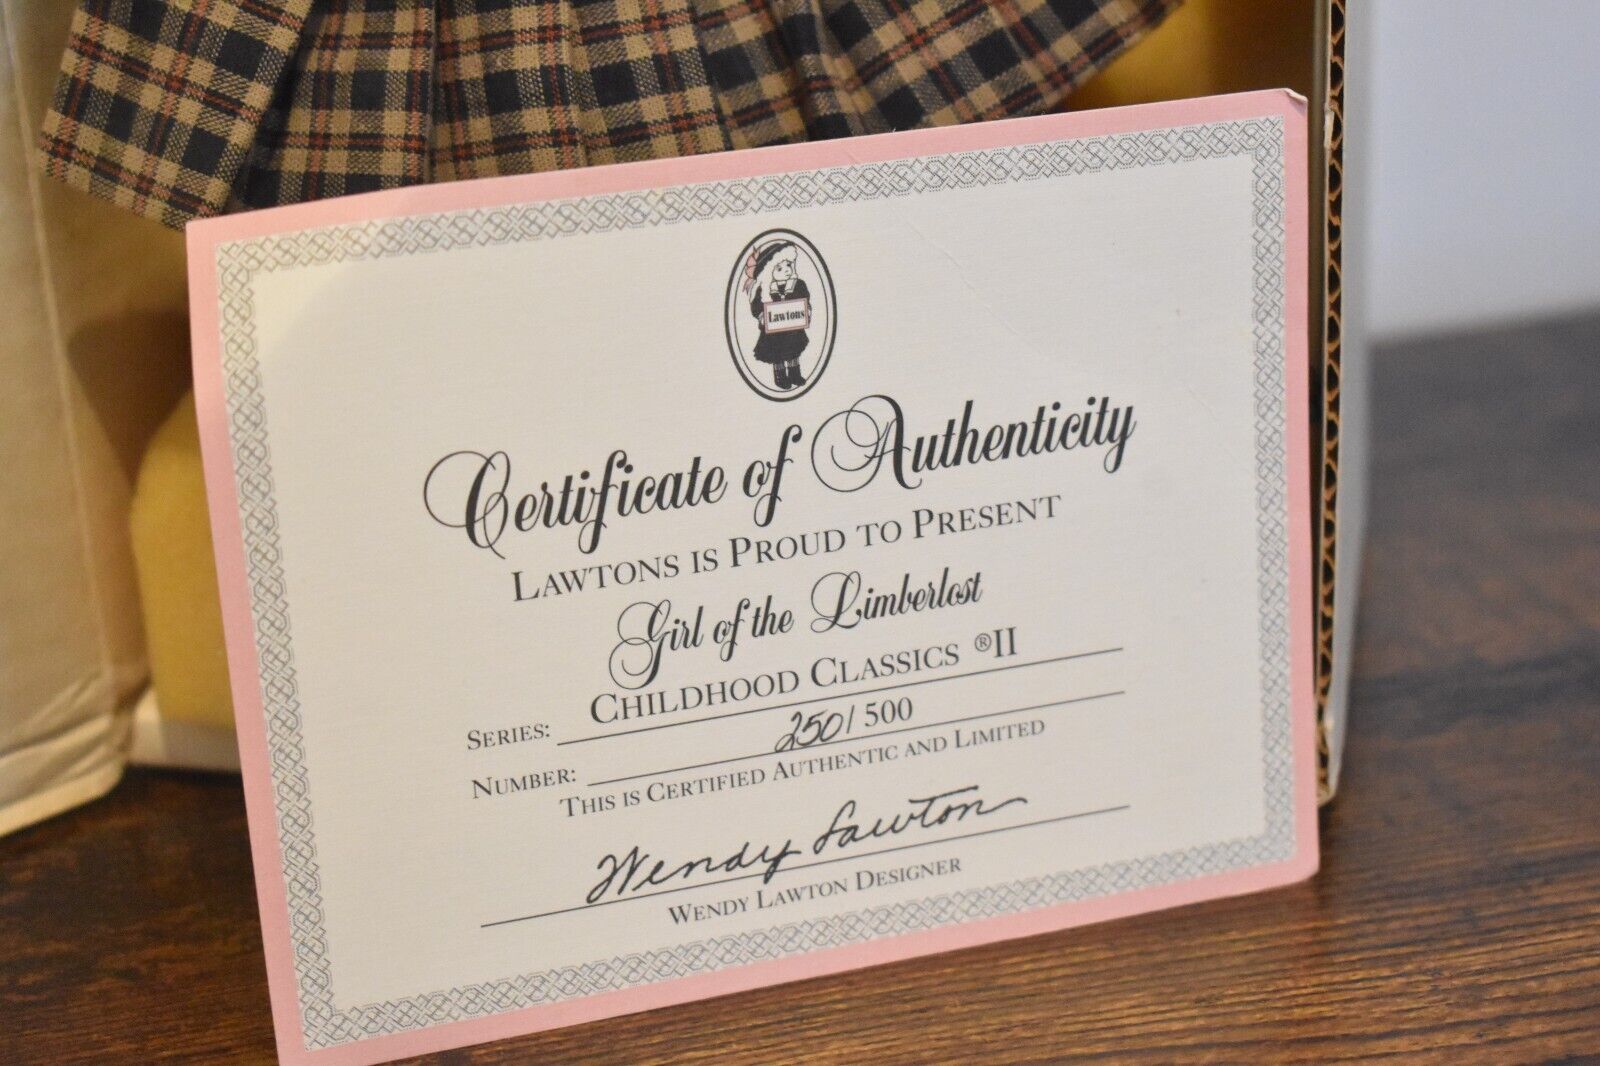 Lawtons
Certificate of Authenticity
LAWTONS IS PROUD TO PRESENT
Girl of the Limberlost
SERIES: CHILDHOOD CLASSICS ®II
NUMBER: 250/500
THIS IS CERTIFIED AUTHENTIC AND LIMITED
Wendy Lawton
WENDY LAWTON DESIGNER